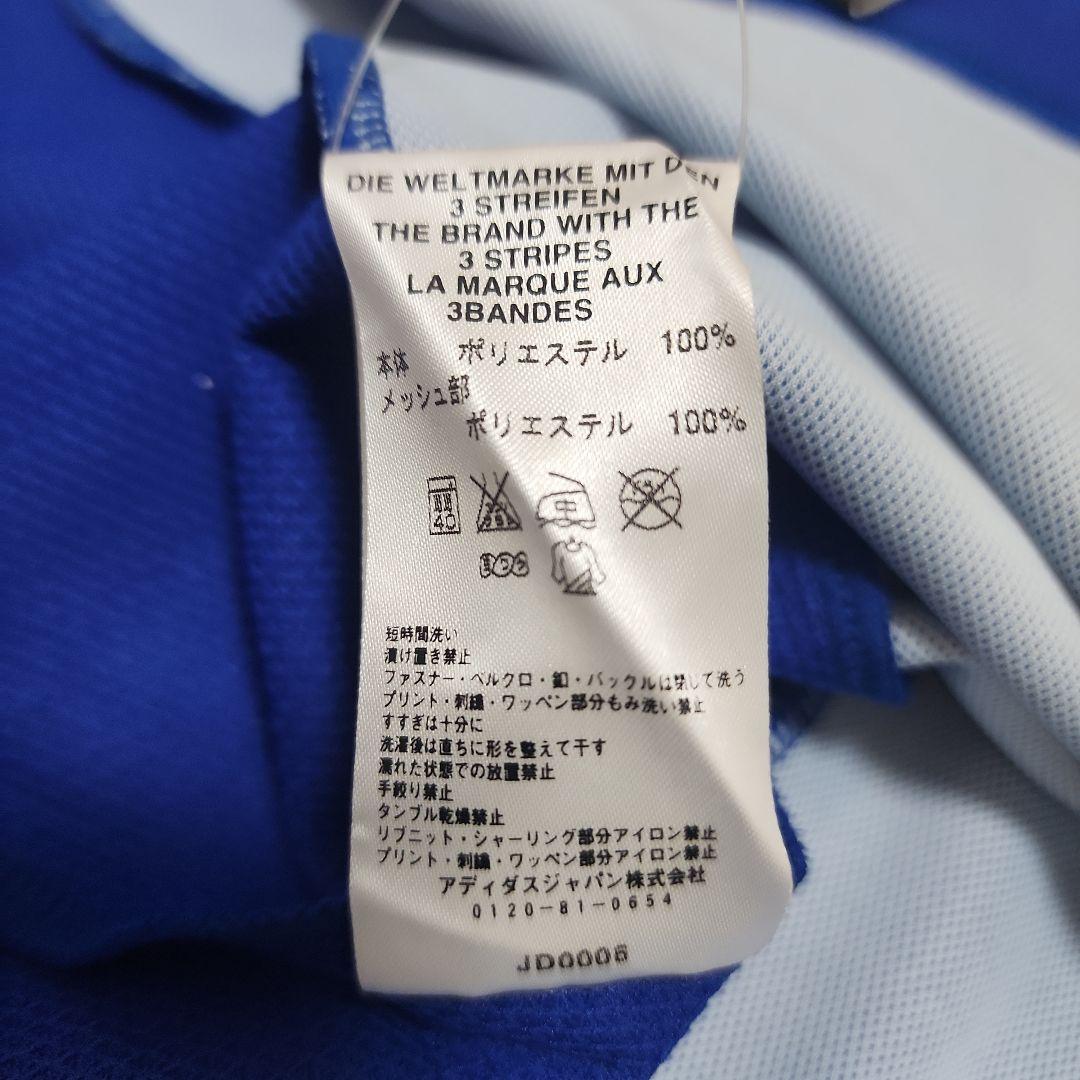 DIE WELTMARKE MIT DEN
3 STREIFEN
THE BRAND WITH THE
3 STRIPES
LA MARQUE AUX
3BANDES
本体 ポリエステル 100%
メッシュ部
ポリエステル 100%
40
短時間洗い
漬け置き禁止
ファスナー・ベルクロ・釦・バックルは閉じて洗う
プリント・刺繍・ワッペン部分もみ洗い禁止
すすぎは十分に
洗濯後は直ちに形を整えて干す
濡れた状態での放置禁止
手絞り禁止
タンブル乾燥禁止
リブニット・シャーリング部分アイロン禁止
プリント・刺繍・ワッペン部分アイロン禁止
アディダスジャパン株式会社
0120-81-0654
JD0006